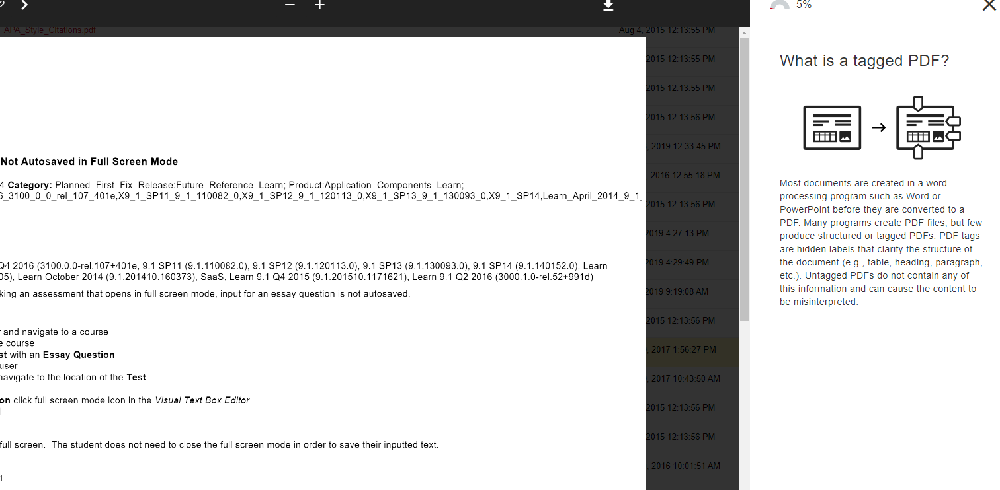 2
5%
APA_Style_Citations.pdf
Aug 4, 2015 12:13:55 PM
2015 12:13:55 PM
2015 12:13:55 PM
2015 12:13:56 PM
, 2019 12:33:45 PM
, 2016 12:55:18 PM
2015 12:13:56 PM
2019 4:27:13 PM
2019 4:29:49 PM
2019 9:19:08 AM
2015 12:13:56 PM
, 2017 1:56:27 PM
, 2017 10:43:50 AM
2015 12:13:56 PM
2015 12:13:56 PM
, 2016 10:01:51 AM
Not Autosaved in Full Screen Mode
4 Category: Planned_First_Fix_Release:Future_Reference_Learn; Product:Application_Components_Learn;
6_3100_0_0_rel_107_401e,X9_1_SP11_9_1_110082_0,X9_1_SP12_9_1_120113_0,X9_1_SP13_9_1_130093_0,X9_1_SP14,Learn_April_2014_9_1_
Q4 2016 (3100.0.0-rel.107+401e, 9.1 SP11 (9.1.110082.0), 9.1 SP12 (9.1.120113.0), 9.1 SP13 (9.1.130093.0), 9.1 SP14 (9.1.140152.0), Learn
05), Learn October 2014 (9.1.201410.160373), SaaS, Learn 9.1 Q4 2015 (9.1.201510.1171621), Learn 9.1 Q2 2016 (3000.1.0-rel.52+991d)
king an assessment that opens in full screen mode, input for an essay question is not autosaved.
and navigate to a course
e course
st with an Essay Question
user
navigate to the location of the Test
on click full screen mode icon in the Visual Text Box Editor
full screen. The student does not need to close the full screen mode in order to save their inputted text.
d.
What is a tagged PDF?
Most documents are created in a word-
processing program such as Word or
PowerPoint before they are converted to a
PDF. Many programs create PDF files, but few
produce structured or tagged PDFs. PDF tags
are hidden labels that clarify the structure of
the document (e.g., table, heading, paragraph,
etc.). Untagged PDFs do not contain any of
this information and can cause the content to
be misinterpreted.